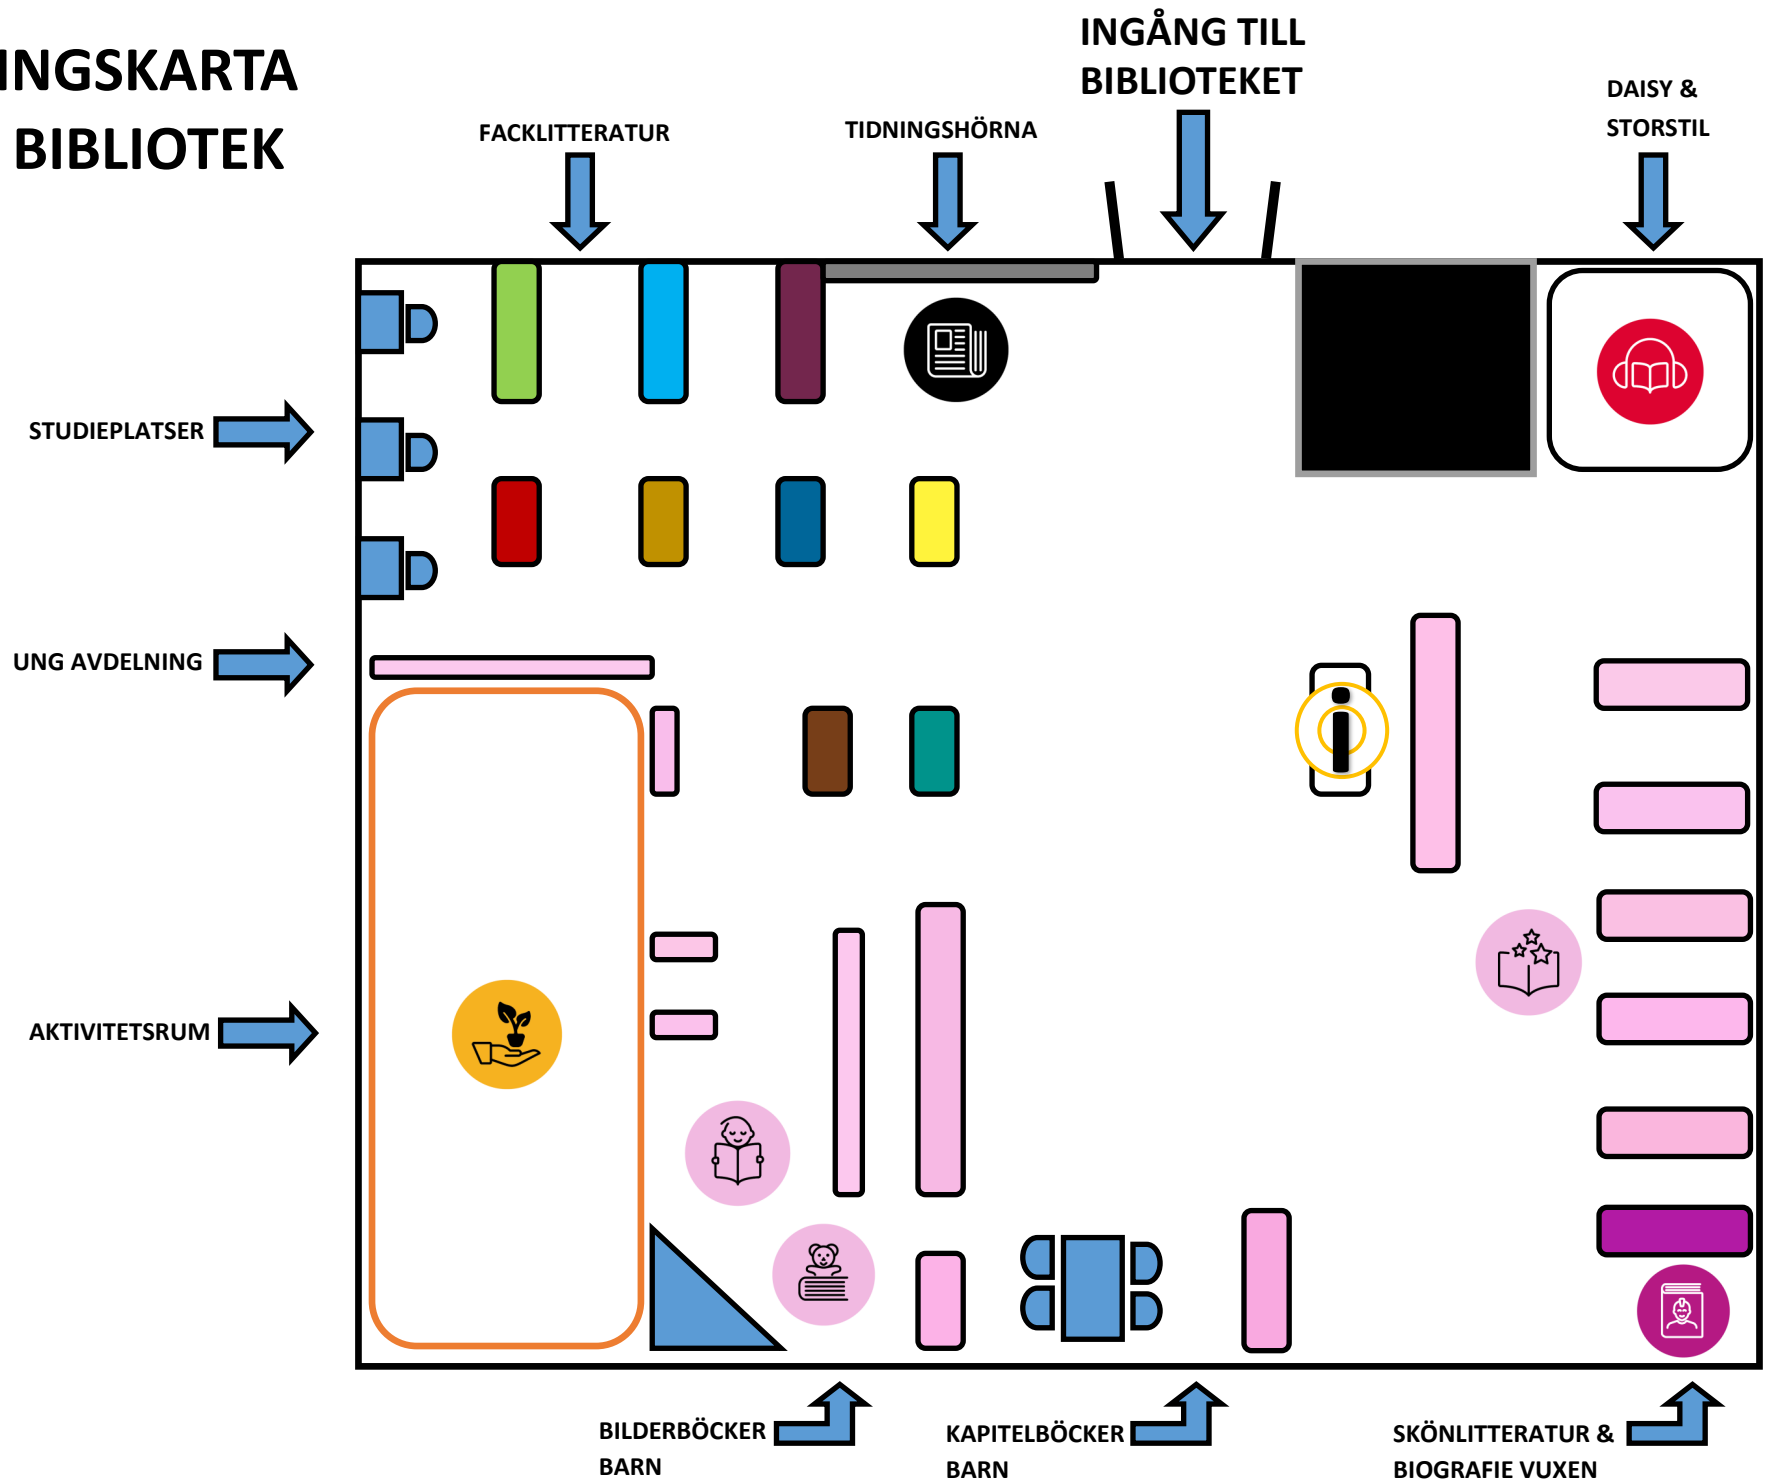 INGSKARTA
BIBLIOTEK
INGÅNG TILL
BIBLIOTEKET
FACKLITTERATUR
TIDNINGSHÖRNA
DAISY &
STORSTIL
STUDIEPLATSER
UNG AVDELNING
i
AKTIVITETSRUM
BILDERBÖCKER
BARN
KAPITELBÖCKER
BARN
SKÖNLITTERATUR &
BIOGRAFIE VUXEN